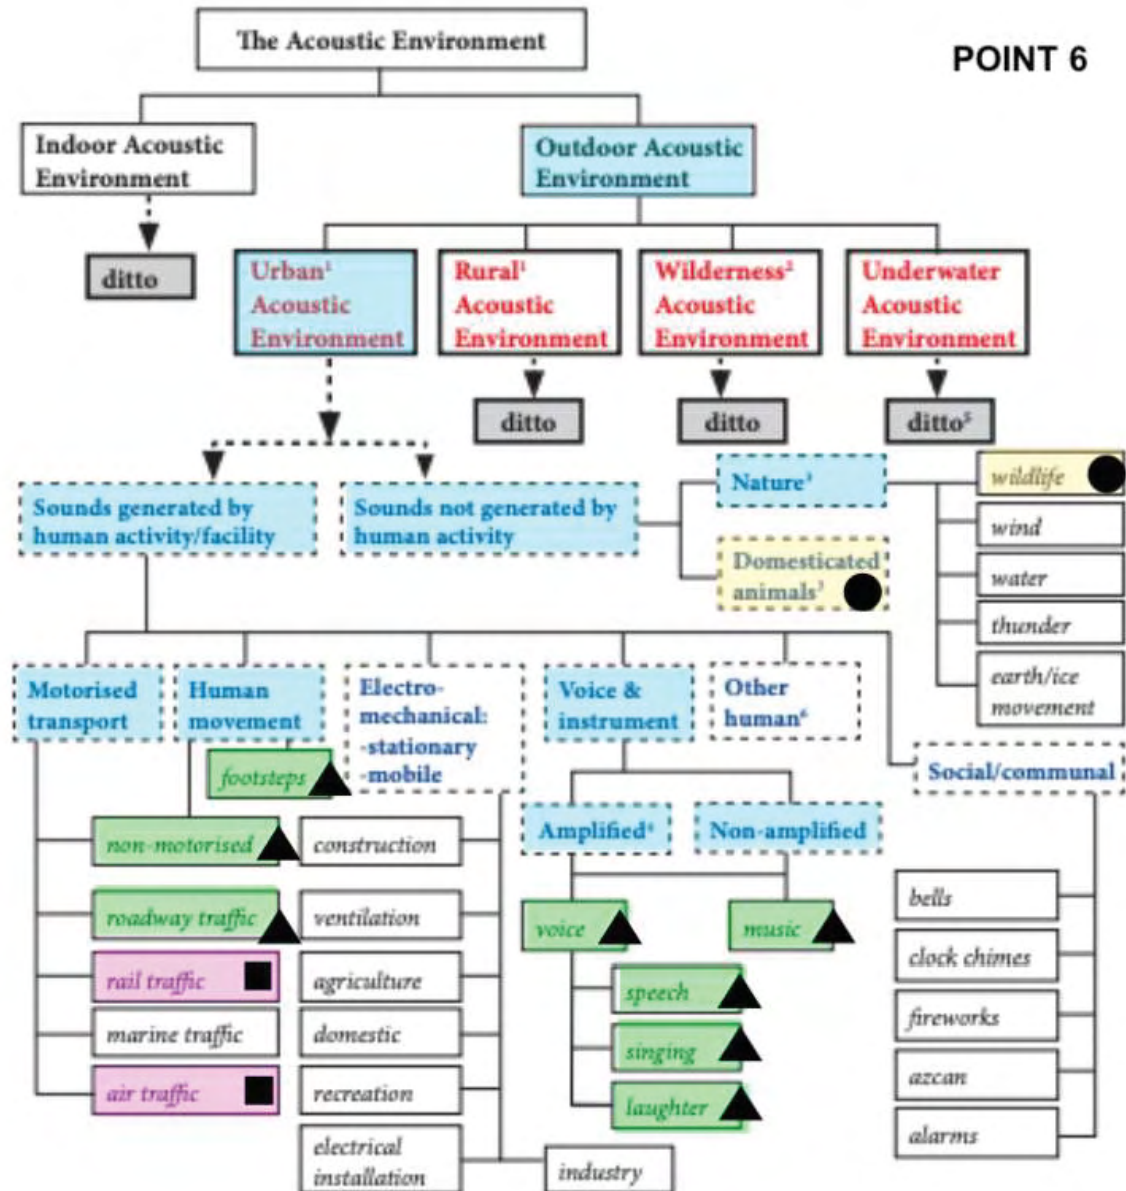 The Acoustic Environment
POINT 6
Indoor Acoustic
Environment
Outdoor Acoustic
Environment
ditto
Urban¹
Acoustic
Environment
Rural¹
Acoustic
Environment
Wilderness²
Acoustic
Environment
Underwater
Acoustic
Environment
ditto
ditto
ditto⁵
Sounds generated by
human activity/facility
Sounds not generated by
human activity
Nature³
Domesticated
animals³
wildlife
wind
water
thunder
earth/ice
movement
Motorised
transport
Human
movement
Electro-
mechanical:
-stationary
-mobile
Voice &
instrument
Other
human⁶
Social/communal
footsteps
non-motorised
roadway traffic
rail traffic
marine traffic
air traffic
construction
ventilation
agriculture
domestic
recreation
electrical
installation
industry
Amplified⁴
Non-amplified
voice
music
speech
singing
laughter
bells
clock chimes
fireworks
azcan
alarms